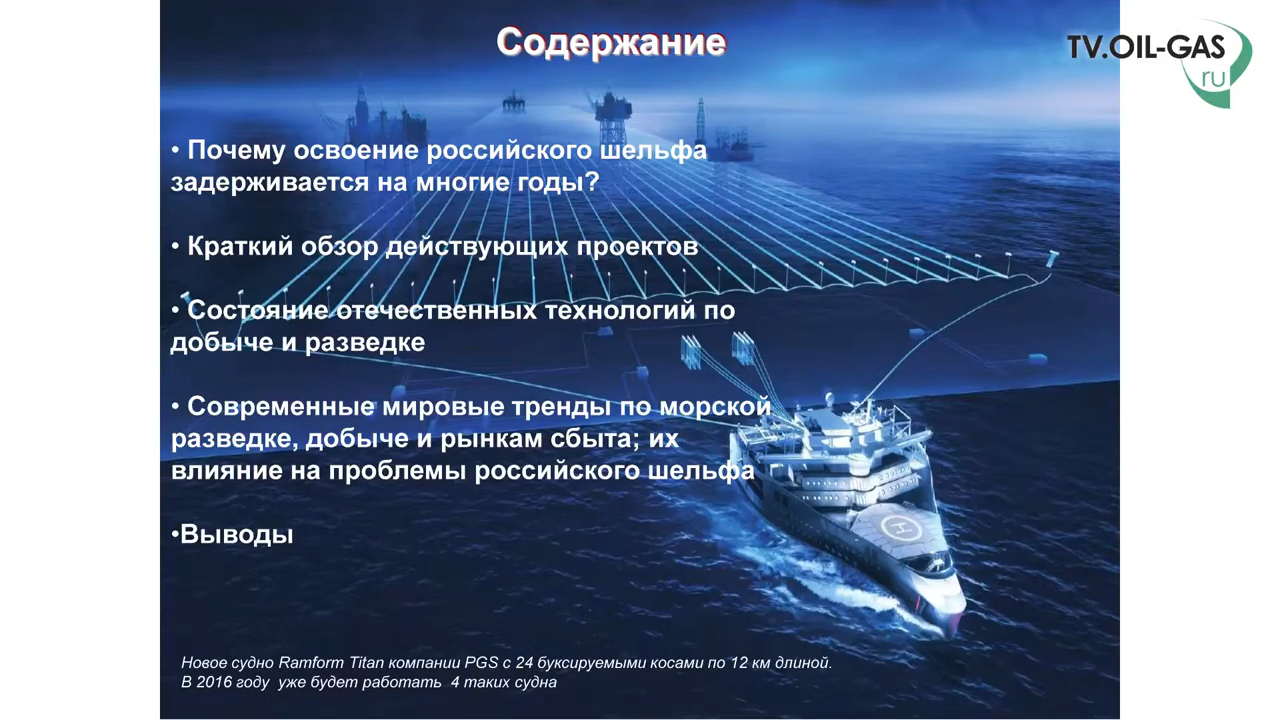 Содержание
TV.OIL-GAS
ru
• Почему освоение российского шельфа
задерживается на многие годы?
• Краткий обзор действующих проектов
• Состояние отечественных технологий по
добыче и разведке
• Современные мировые тренды по морской
разведке, добыче и рынкам сбыта; их
влияние на проблемы российского шельфа
•Выводы
H
Новое судно Ramform Titan компании PGS с 24 буксируемыми косами по 12 км длиной.
В 2016 году уже будет работать 4 таких судна